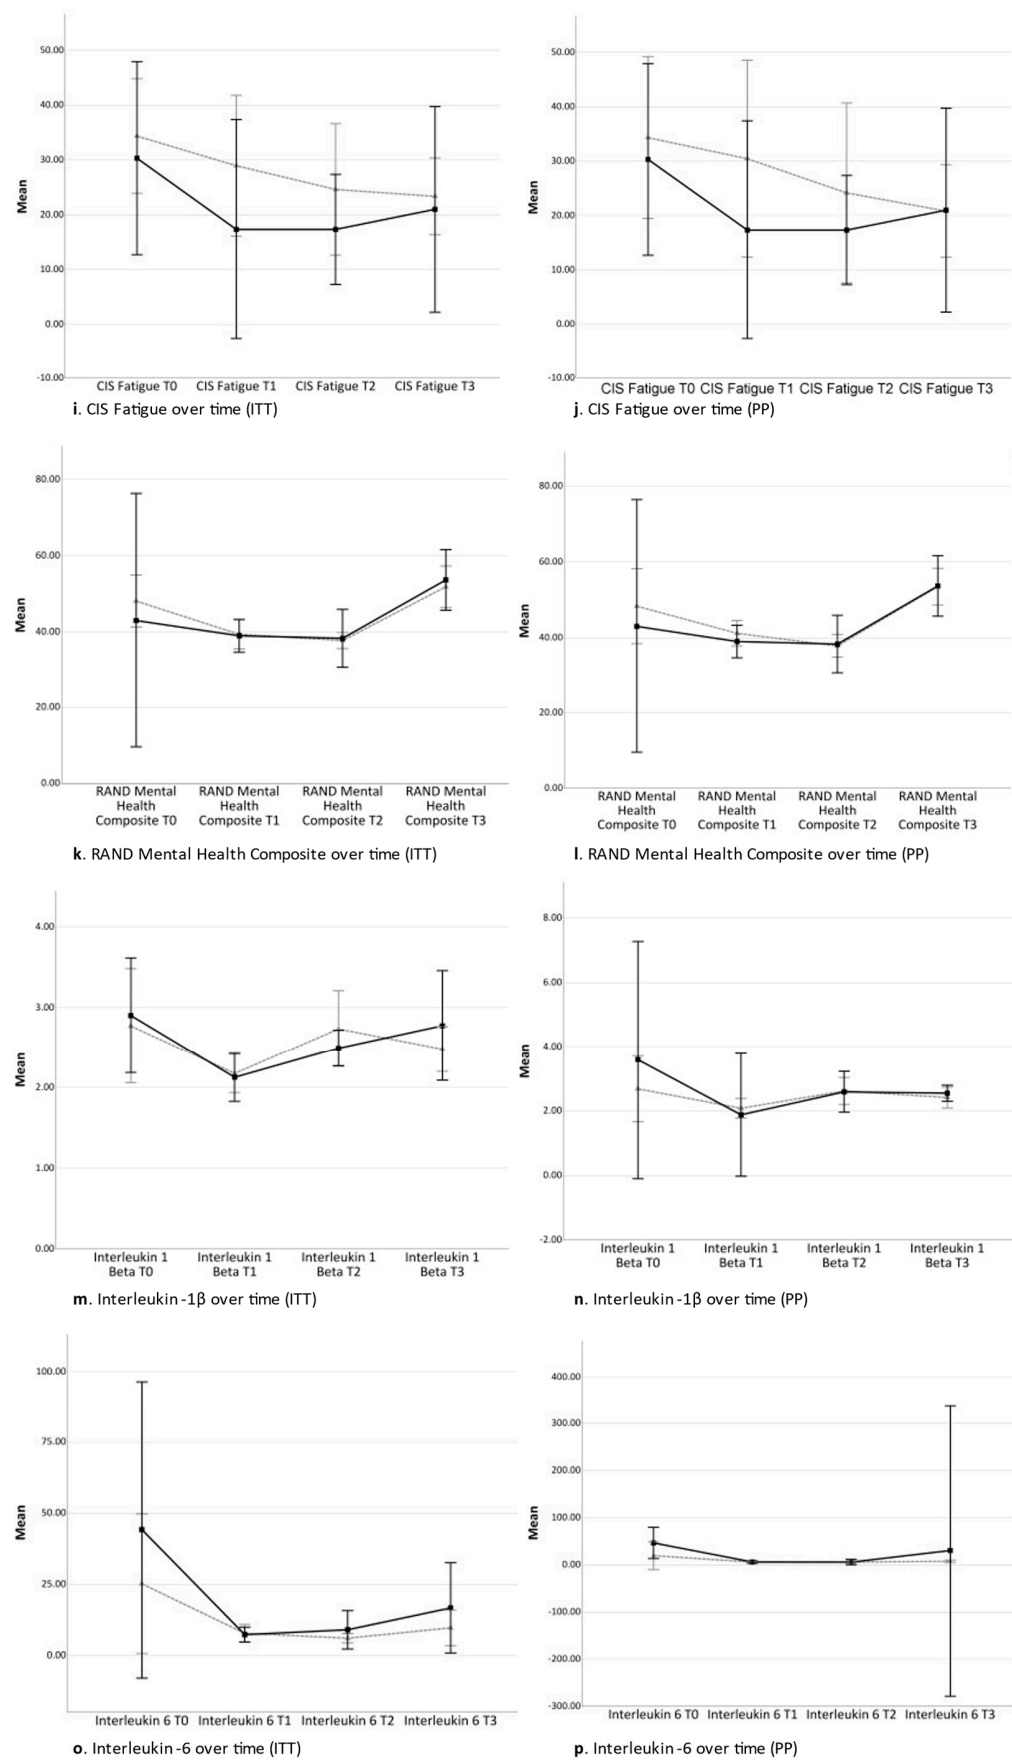 50.00
40.00
30.00
20.00
10.00
0.00
-10.00
Mean
CIS Fatigue T0 CIS Fatigue T1 CIS Fatigue T2 CIS Fatigue T3
i. CIS Fatigue over time (ITT)
50.00
40.00
30.00
20.00
10.00
0.00
-10.00
Mean
CIS Fatigue T0 CIS Fatigue T1 CIS Fatigue T2 CIS Fatigue T3
j. CIS Fatigue over time (PP)
80.00
60.00
40.00
20.00
0.00
Mean
RAND Mental RAND Mental RAND Mental RAND Mental
Health Health Health Health
Composite T0 Composite T1 Composite T2 Composite T3
k. RAND Mental Health Composite over time (ITT)
80.00
60.00
40.00
20.00
0.00
Mean
RAND Mental RAND Mental RAND Mental RAND Mental
Health Health Health Health
Composite T0 Composite T1 Composite T2 Composite T3
l. RAND Mental Health Composite over time (PP)
4.00
3.00
2.00
1.00
0.00
Mean
Interleukin 1 Interleukin 1 Interleukin 1 Interleukin 1
Beta T0 Beta T1 Beta T2 Beta T3
m. Interleukin-1β over time (ITT)
8.00
6.00
4.00
2.00
0.00
-2.00
Mean
Interleukin 1 Interleukin 1 Interleukin 1 Interleukin 1
Beta T0 Beta T1 Beta T2 Beta T3
n. Interleukin-1β over time (PP)
100.00
75.00
50.00
25.00
0.00
Mean
Interleukin 6 T0 Interleukin 6 T1 Interleukin 6 T2 Interleukin 6 T3
o. Interleukin-6 over time (ITT)
400.00
300.00
200.00
100.00
0.00
-100.00
-200.00
-300.00
Mean
Interleukin 6 T0 Interleukin 6 T1 Interleukin 6 T2 Interleukin 6 T3
p. Interleukin-6 over time (PP)